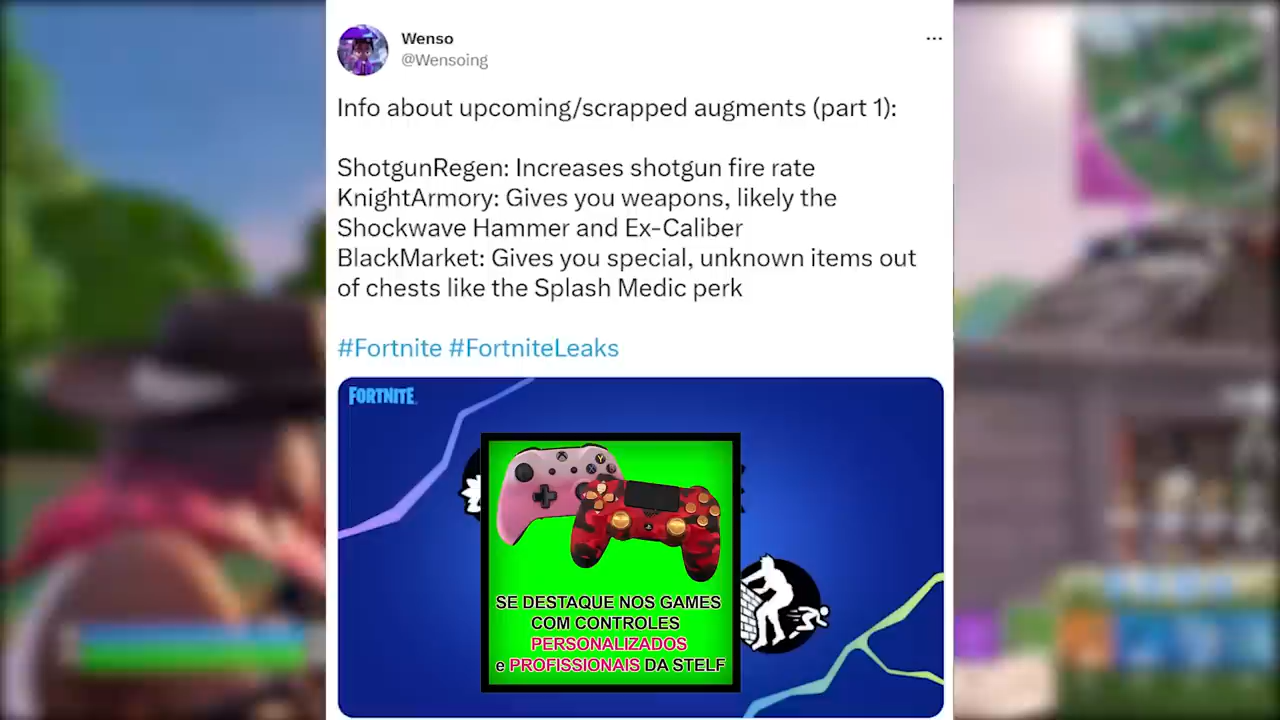 Wenso
@Wensoing
Info about upcoming/scrapped augments (part 1):
ShotgunRegen: Increases shotgun fire rate
KnightArmory: Gives you weapons, likely the
Shockwave Hammer and Ex-Caliber
BlackMarket: Gives you special, unknown items out
of chests like the Splash Medic perk
#Fortnite #FortniteLeaks
FORTNITE
SE DESTAQUE NOS GAMES
COM CONTROLES
PERSONALIZADOS
e PROFISSIONAIS DA STELF